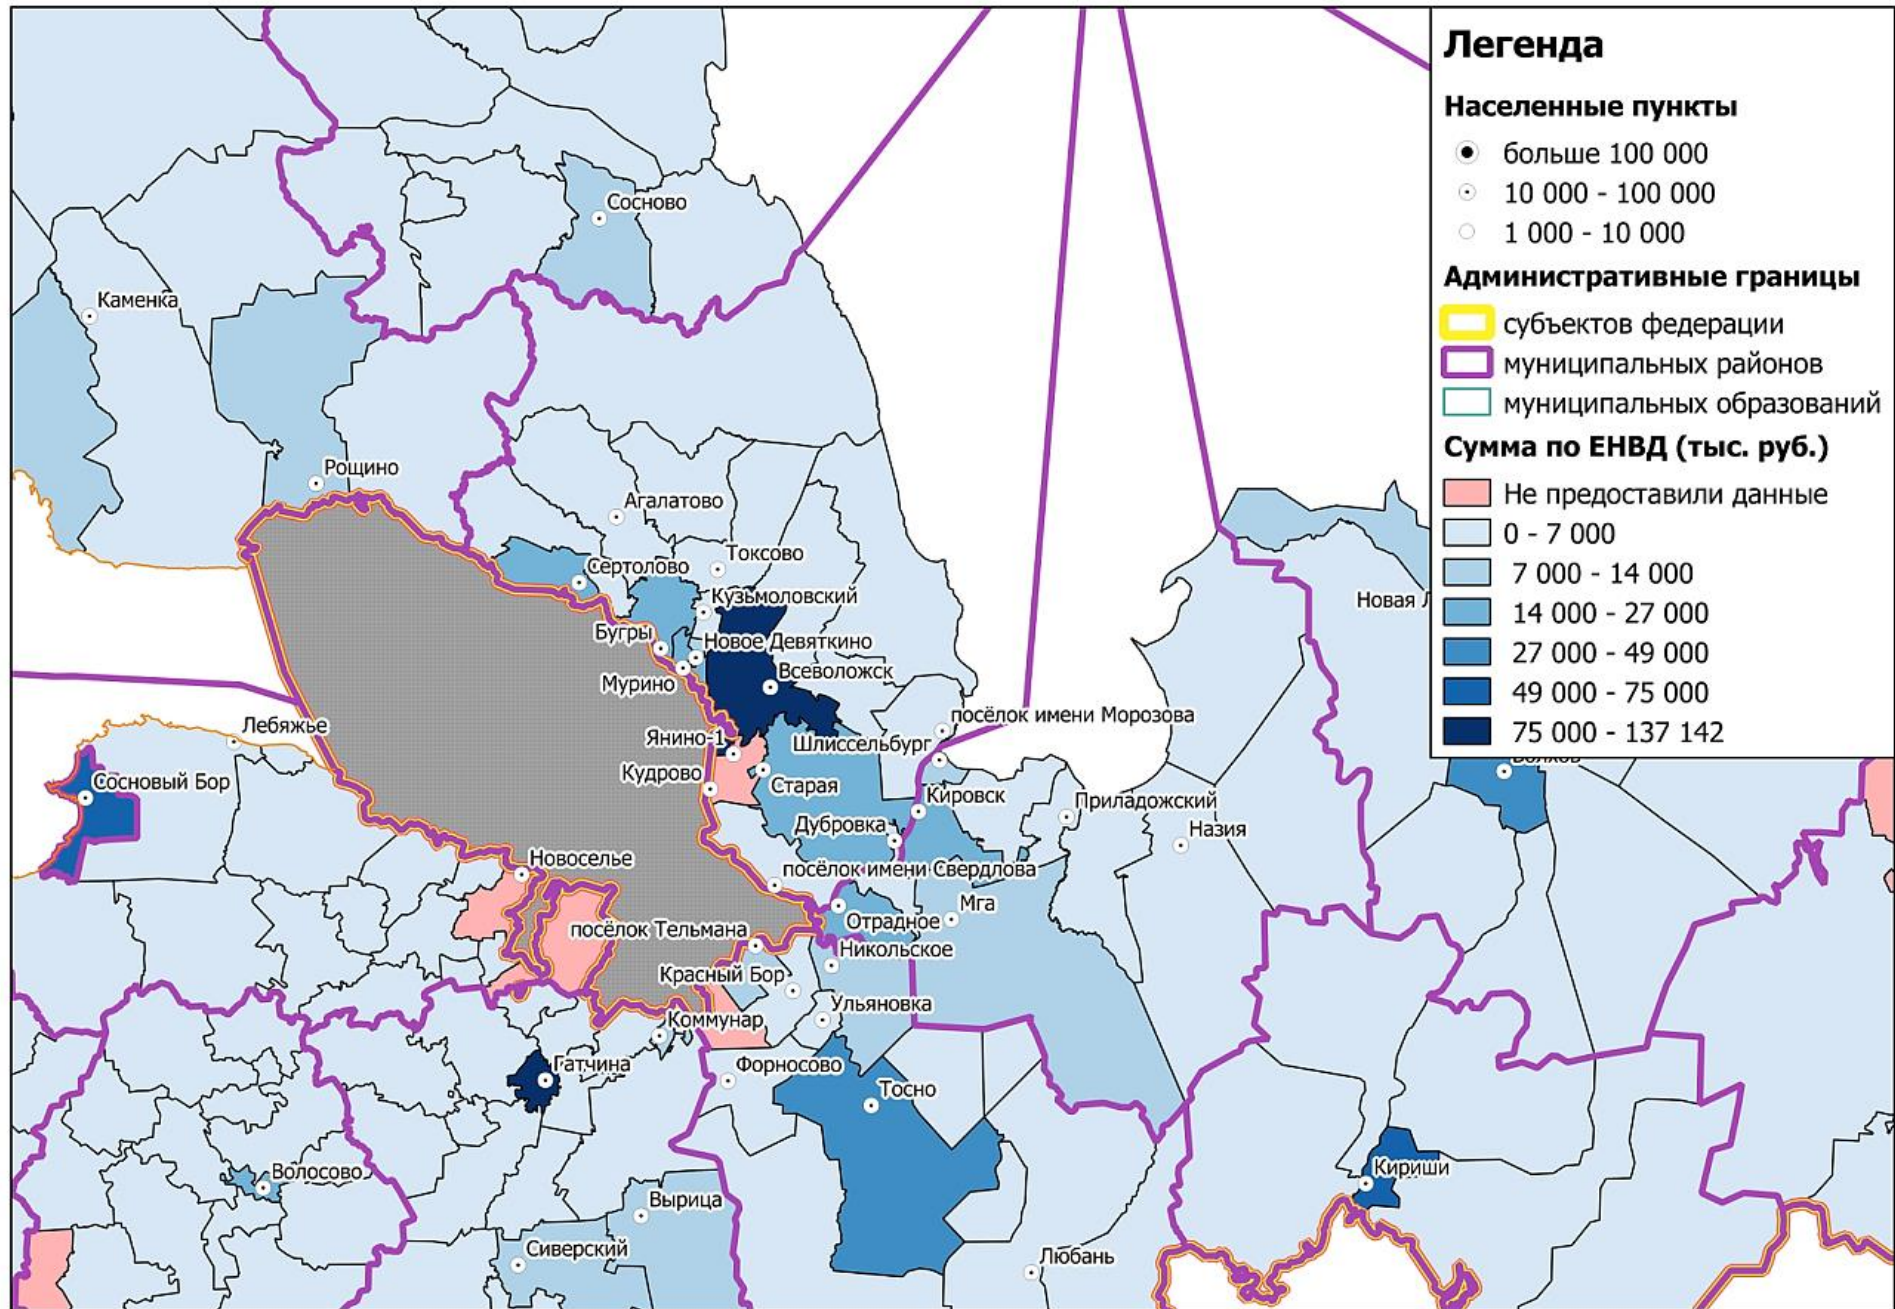 Легенда
Населенные пункты
больше 100 000
10 000 - 100 000
1 000 - 10 000
Административные границы
субъектов федерации
муниципальных районов
муниципальных образований
Сумма по ЕНВД (тыс. руб.)
Не предоставили данные
0 - 7 000
7 000 - 14 000
14 000 - 27 000
27 000 - 49 000
49 000 - 75 000
75 000 - 137 142
Сосново
Каменка
Рощино
Агалатово
Токсово
Сертолово
Кузьмоловский
Новая
Бугры
Новое Девяткино
Мурино
Всеволожск
посёлок имени Морозова
Лебяжье
Янино-1
Шлиссельбург
Кудрово
Старая
Сосновый Бор
Кировск
Приладожский
Дубровка
Назия
Новоселье
посёлок имени Свердлова
Мга
Отрадное
посёлок Тельмана
Никольское
Красный Бор
Ульяновка
Коммунар
Гатчина
Форносово
Тосно
Волосово
Кириши
Вырица
Сиверский
Любань